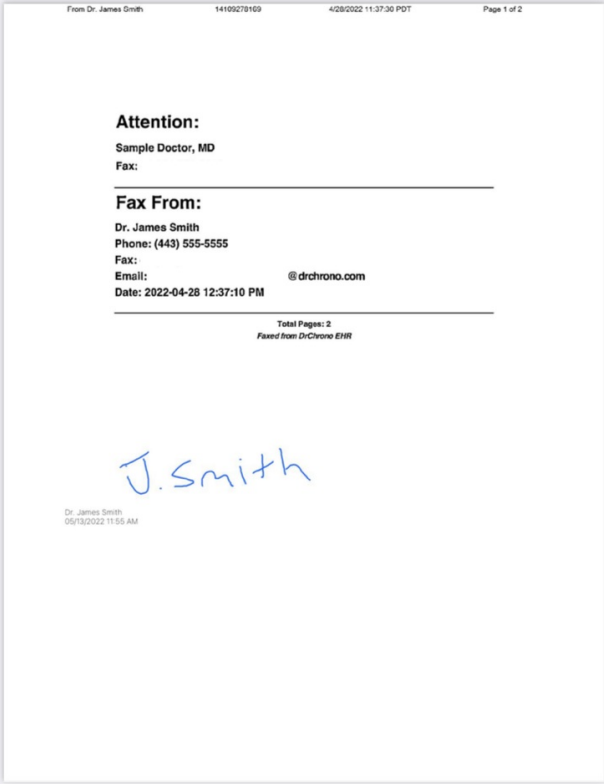 From Dr. James Smith 14109278169 4/28/2022 11:37:30 PDT Page 1 of 2
Attention:
Sample Doctor, MD
Fax:
Fax From:
Dr. James Smith
Phone: (443) 555-5555
Fax:
Email: @drchrono.com
Date: 2022-04-28 12:37:10 PM
Total Pages: 2
Faxed from DrChrono EHR
J. Smith
Dr. James Smith
05/13/2022 11:55 AM